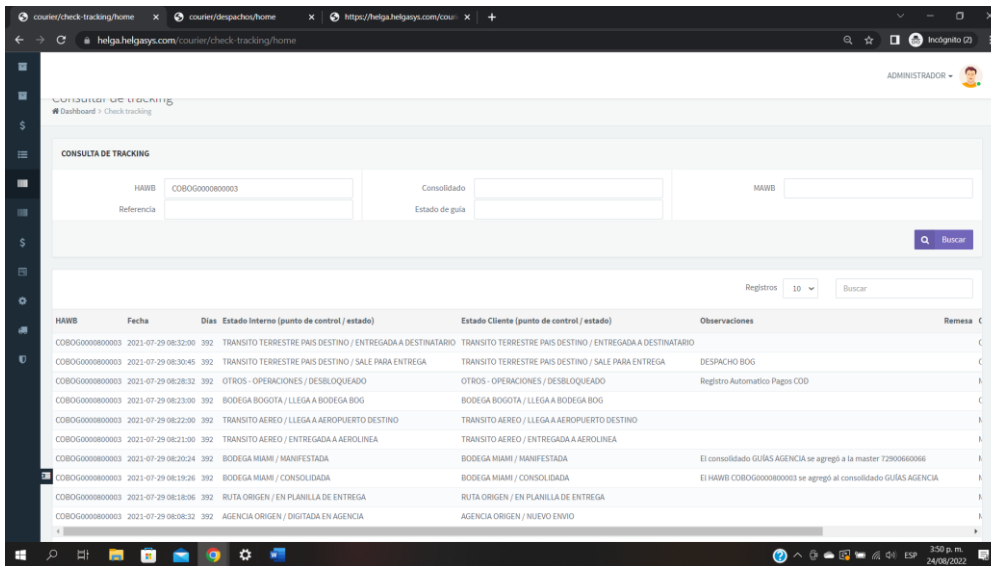 courier/check-tracking/home courier/despachos/home https://helga.helgasys.com/couri
helga.helgasys.com/courier/check-tracking/home Incógnito (2)
ADMINISTRADOR
Consultar de tracking
Dashboard > Check tracking
CONSULTA DE TRACKING
HAWB COBOG0000800003 Consolidado MAWB
Referencia Estado de guía
Buscar
Registros 10 Buscar
HAWB Fecha Días Estado Interno (punto de control / estado) Estado Cliente (punto de control / estado) Observaciones Remesa
COBOG0000800003 2021-07-29 08:32:00 392 TRANSITO TERRESTRE PAIS DESTINO / ENTREGADA A DESTINATARIO TRANSITO TERRESTRE PAIS DESTINO / ENTREGADA A DESTINATARIO
COBOG0000800003 2021-07-29 08:30:45 392 TRANSITO TERRESTRE PAIS DESTINO / SALE PARA ENTREGA TRANSITO TERRESTRE PAIS DESTINO / SALE PARA ENTREGA DESPACHO BOG
COBOG0000800003 2021-07-29 08:28:32 392 OTROS - OPERACIONES / DESBLOQUEADO OTROS - OPERACIONES / DESBLOQUEADO Registro Automatico Pagos COD
COBOG0000800003 2021-07-29 08:23:00 392 BODEGA BOGOTA / LLEGA A BODEGA BOG BODEGA BOGOTA / LLEGA A BODEGA BOG
COBOG0000800003 2021-07-29 08:22:00 392 TRANSITO AEREO / LLEGA A AEROPUERTO DESTINO TRANSITO AEREO / LLEGA A AEROPUERTO DESTINO
COBOG0000800003 2021-07-29 08:21:00 392 TRANSITO AEREO / ENTREGADA A AEROLINEA TRANSITO AEREO / ENTREGADA A AEROLINEA
COBOG0000800003 2021-07-29 08:20:24 392 BODEGA MIAMI / MANIFESTADA BODEGA MIAMI / MANIFESTADA El consolidado GUÍAS AGENCIA se agregó a la master 72900660066
COBOG0000800003 2021-07-29 08:19:26 392 BODEGA MIAMI / CONSOLIDADA BODEGA MIAMI / CONSOLIDADA El HAWB COBOG0000800003 se agregó al consolidado GUÍAS AGENCIA
COBOG0000800003 2021-07-29 08:18:06 392 RUTA ORIGEN / EN PLANILLA DE ENTREGA RUTA ORIGEN / EN PLANILLA DE ENTREGA
COBOG0000800003 2021-07-29 08:08:32 392 AGENCIA ORIGEN / DIGITADA EN AGENCIA AGENCIA ORIGEN / NUEVO ENVIO
ESP 3:50 p. m.
24/08/2022